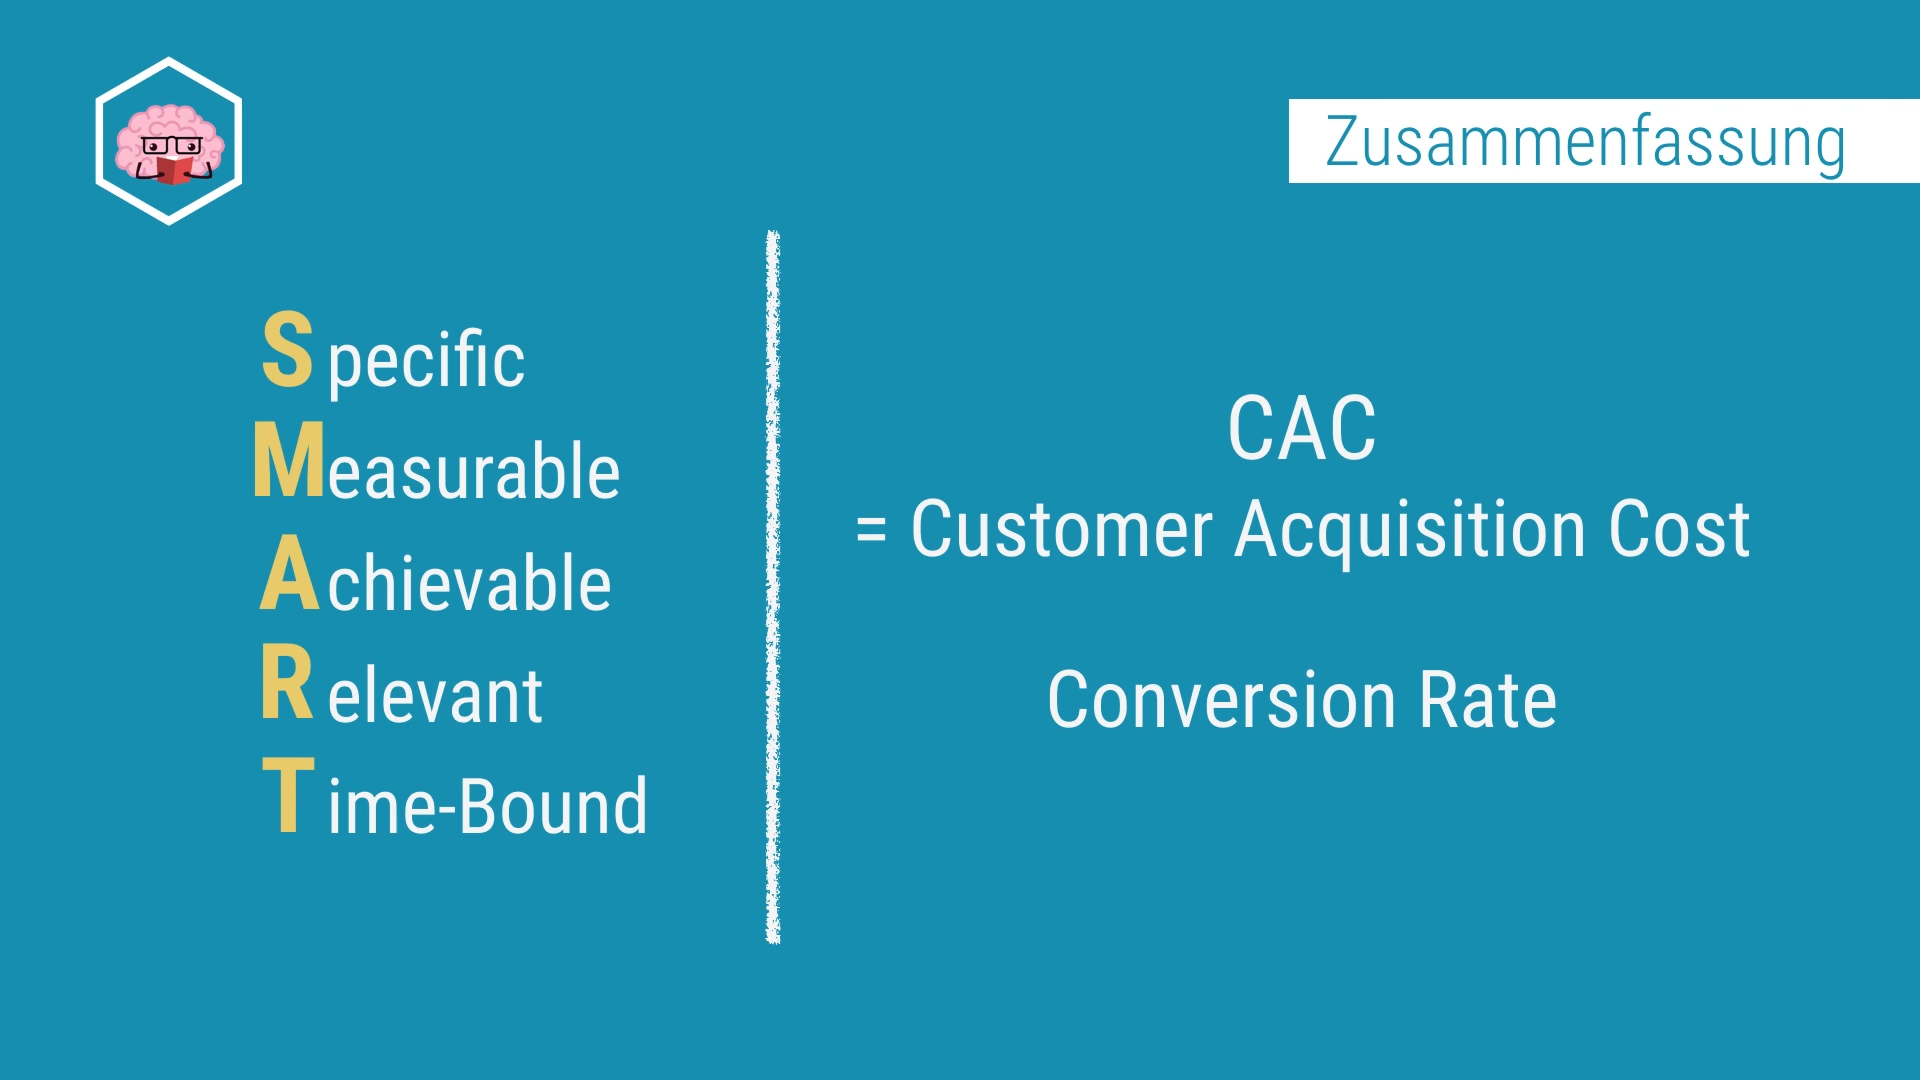 Zusammenfassung
Specific
Measurable
Achievable
Relevant
Time-Bound
CAC
= Customer Acquisition Cost
Conversion Rate